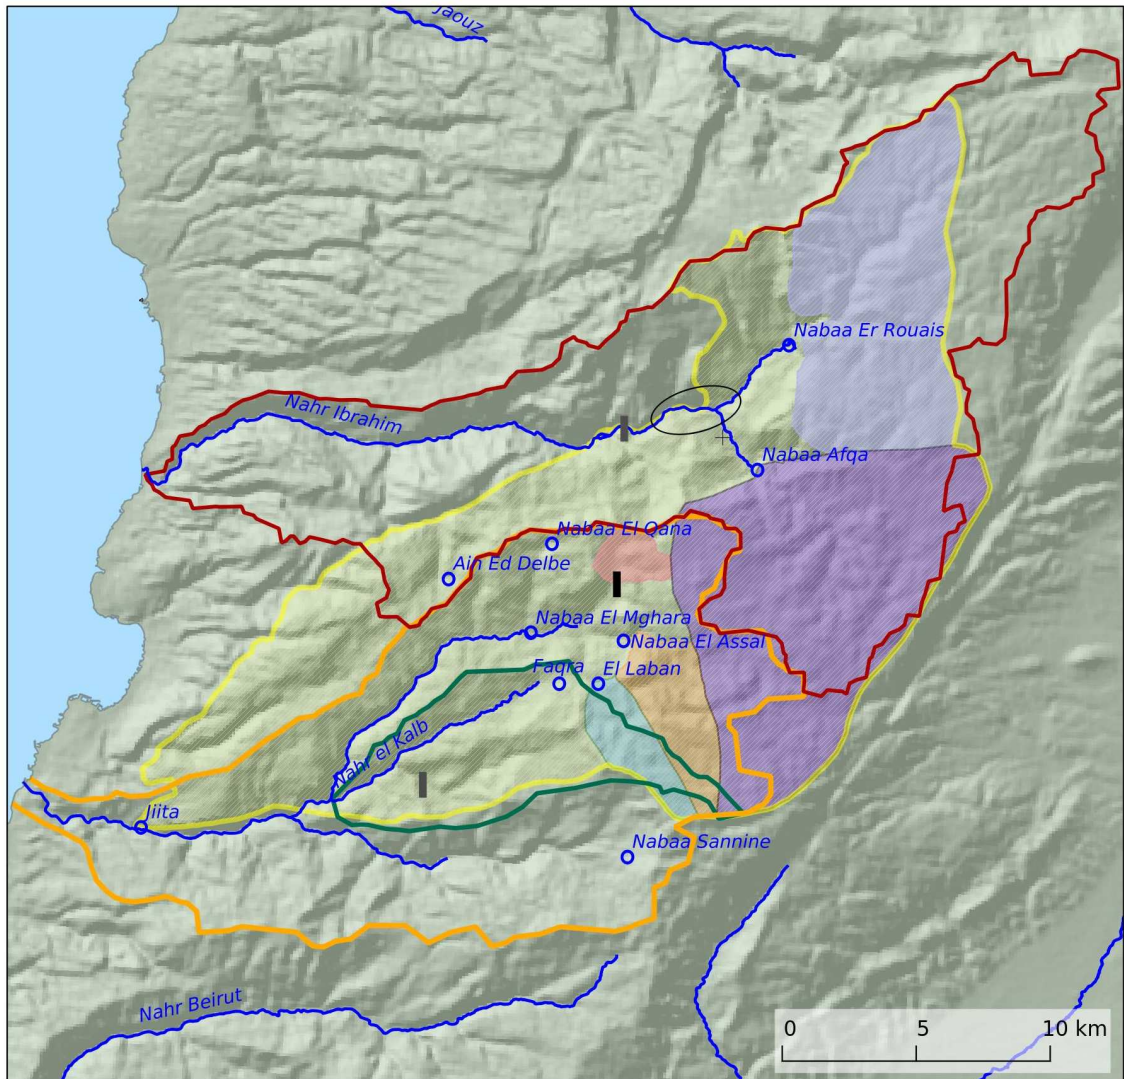 Jaouz
Nabaa Er Rouais
Nahr Ibrahim
Nabaa Afqa
Nabaa El Qana
Ain Ed Delbe
Nabaa El Mghara
Nabaa El Assal
Faqra
El Laban
Nahr el Kalb
Jiita
Nabaa Sannine
Nahr Beirut
0 5 10 km